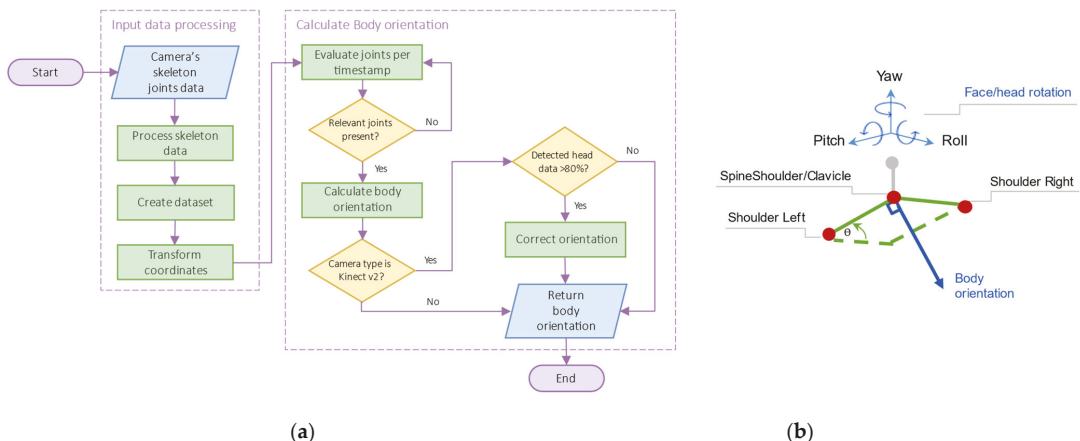 Input data processing
Start
Camera's
skeleton
joints data
Process skeleton
data
Create dataset
Transform
coordinates
Calculate Body orientation
Evaluate joints per
timestamp
Relevant joints
present?
No
Yes
Calculate body
orientation
Camera type is
Kinect v2?
Yes
No
Detected head
data >80%?
No
Yes
Correct orientation
Return
body
orientation
End
(a)
Yaw
Face/head rotation
Pitch
Roll
SpineShoulder/Clavicle
Shoulder Right
Shoulder Left
θ
Body
orientation
(b)